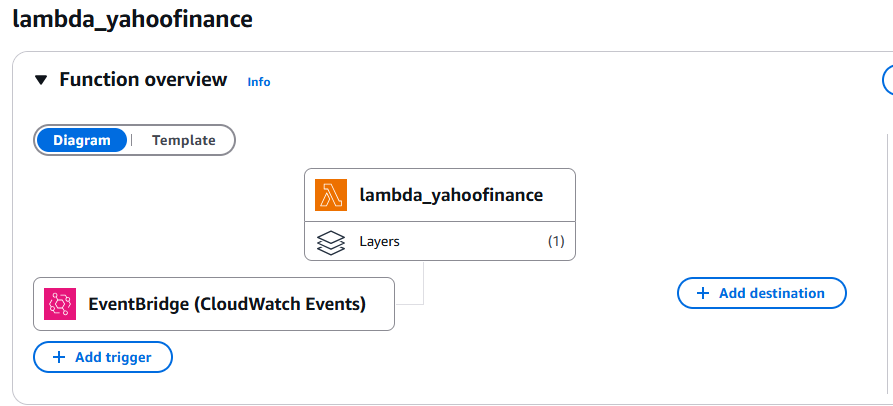 lambda_yahoofinance
Function overview Info
Diagram Template
lambda_yahoofinance
Layers (1)
EventBridge (CloudWatch Events)
+ Add destination
+ Add trigger